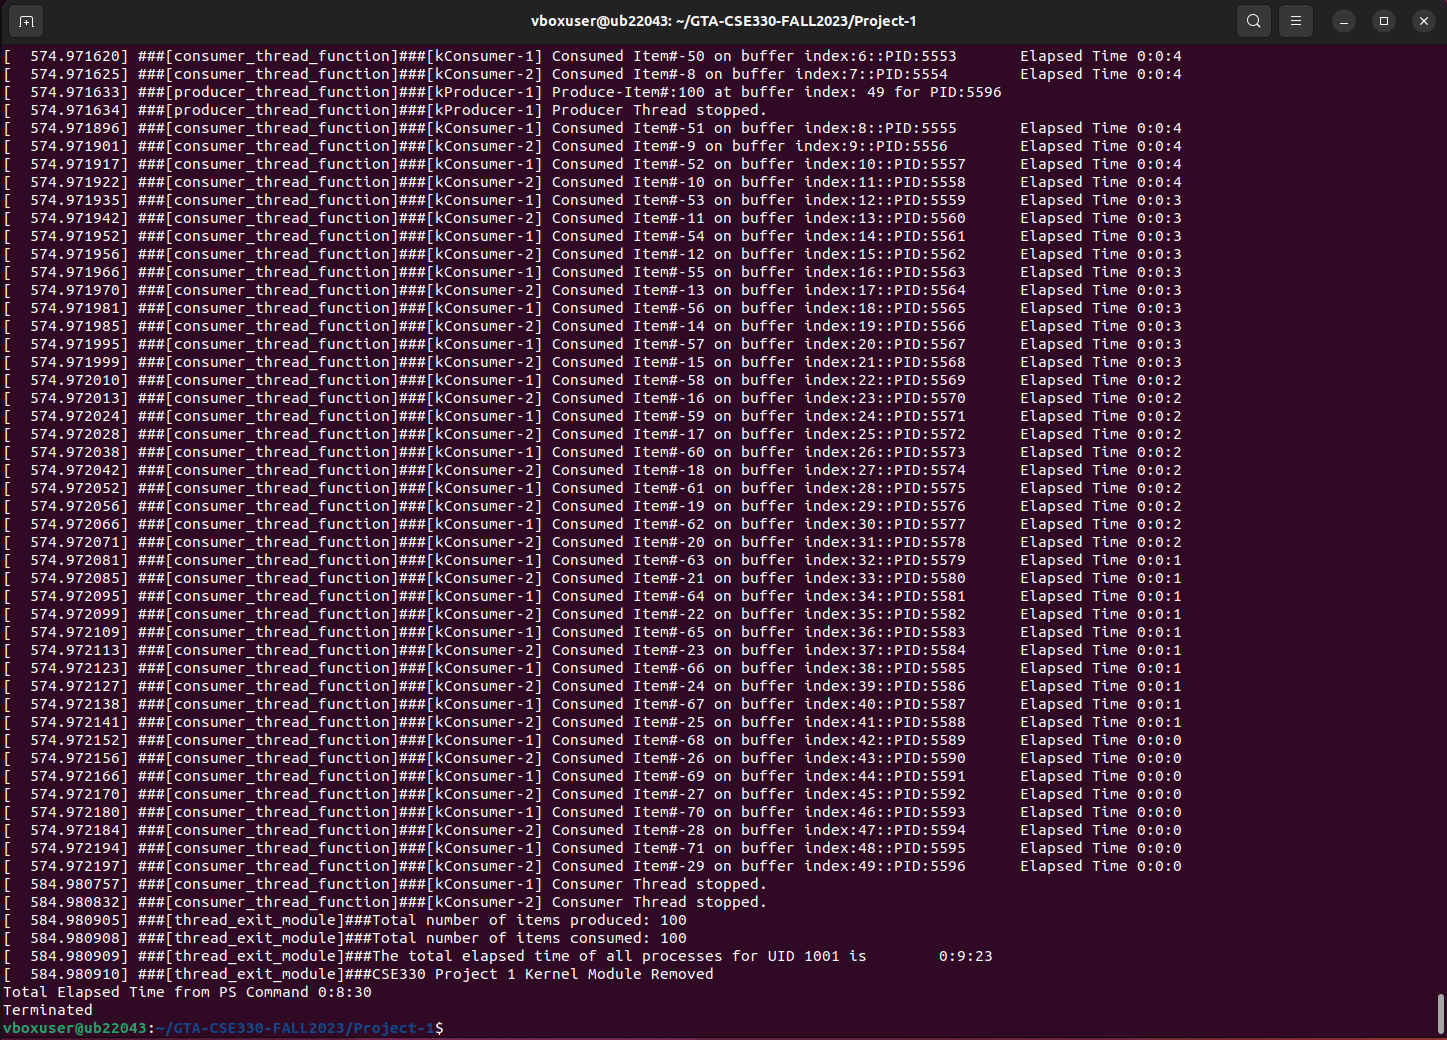 vboxuser@ub22043: ~/GTA-CSE330-FALL2023/Project-1
[  574.971620] ###[consumer_thread_function]###[kConsumer-1] Consumed Item#-50 on buffer index:6::PID:5553       Elapsed Time 0:0:4
[  574.971625] ###[consumer_thread_function]###[kConsumer-2] Consumed Item#-8 on buffer index:7::PID:5554        Elapsed Time 0:0:4
[  574.971633] ###[producer_thread_function]###[kProducer-1] Produce-Item#:100 at buffer index: 49 for PID:5596
[  574.971634] ###[producer_thread_function]###[kProducer-1] Producer Thread stopped.
[  574.971896] ###[consumer_thread_function]###[kConsumer-1] Consumed Item#-51 on buffer index:8::PID:5555       Elapsed Time 0:0:4
[  574.971901] ###[consumer_thread_function]###[kConsumer-2] Consumed Item#-9 on buffer index:9::PID:5556        Elapsed Time 0:0:4
[  574.971917] ###[consumer_thread_function]###[kConsumer-1] Consumed Item#-52 on buffer index:10::PID:5557      Elapsed Time 0:0:4
[  574.971922] ###[consumer_thread_function]###[kConsumer-2] Consumed Item#-10 on buffer index:11::PID:5558      Elapsed Time 0:0:4
[  574.971935] ###[consumer_thread_function]###[kConsumer-1] Consumed Item#-53 on buffer index:12::PID:5559      Elapsed Time 0:0:3
[  574.971942] ###[consumer_thread_function]###[kConsumer-2] Consumed Item#-11 on buffer index:13::PID:5560      Elapsed Time 0:0:3
[  574.971952] ###[consumer_thread_function]###[kConsumer-1] Consumed Item#-54 on buffer index:14::PID:5561      Elapsed Time 0:0:3
[  574.971956] ###[consumer_thread_function]###[kConsumer-2] Consumed Item#-12 on buffer index:15::PID:5562      Elapsed Time 0:0:3
[  574.971966] ###[consumer_thread_function]###[kConsumer-1] Consumed Item#-55 on buffer index:16::PID:5563      Elapsed Time 0:0:3
[  574.971970] ###[consumer_thread_function]###[kConsumer-2] Consumed Item#-13 on buffer index:17::PID:5564      Elapsed Time 0:0:3
[  574.971981] ###[consumer_thread_function]###[kConsumer-1] Consumed Item#-56 on buffer index:18::PID:5565      Elapsed Time 0:0:3
[  574.971985] ###[consumer_thread_function]###[kConsumer-2] Consumed Item#-14 on buffer index:19::PID:5566      Elapsed Time 0:0:3
[  574.971995] ###[consumer_thread_function]###[kConsumer-1] Consumed Item#-57 on buffer index:20::PID:5567      Elapsed Time 0:0:3
[  574.971999] ###[consumer_thread_function]###[kConsumer-2] Consumed Item#-15 on buffer index:21::PID:5568      Elapsed Time 0:0:3
[  574.972010] ###[consumer_thread_function]###[kConsumer-1] Consumed Item#-58 on buffer index:22::PID:5569      Elapsed Time 0:0:2
[  574.972013] ###[consumer_thread_function]###[kConsumer-2] Consumed Item#-16 on buffer index:23::PID:5570      Elapsed Time 0:0:2
[  574.972024] ###[consumer_thread_function]###[kConsumer-1] Consumed Item#-59 on buffer index:24::PID:5571      Elapsed Time 0:0:2
[  574.972028] ###[consumer_thread_function]###[kConsumer-2] Consumed Item#-17 on buffer index:25::PID:5572      Elapsed Time 0:0:2
[  574.972038] ###[consumer_thread_function]###[kConsumer-1] Consumed Item#-60 on buffer index:26::PID:5573      Elapsed Time 0:0:2
[  574.972042] ###[consumer_thread_function]###[kConsumer-2] Consumed Item#-18 on buffer index:27::PID:5574      Elapsed Time 0:0:2
[  574.972052] ###[consumer_thread_function]###[kConsumer-1] Consumed Item#-61 on buffer index:28::PID:5575      Elapsed Time 0:0:2
[  574.972056] ###[consumer_thread_function]###[kConsumer-2] Consumed Item#-19 on buffer index:29::PID:5576      Elapsed Time 0:0:2
[  574.972066] ###[consumer_thread_function]###[kConsumer-1] Consumed Item#-62 on buffer index:30::PID:5577      Elapsed Time 0:0:2
[  574.972071] ###[consumer_thread_function]###[kConsumer-2] Consumed Item#-20 on buffer index:31::PID:5578      Elapsed Time 0:0:2
[  574.972081] ###[consumer_thread_function]###[kConsumer-1] Consumed Item#-63 on buffer index:32::PID:5579      Elapsed Time 0:0:1
[  574.972085] ###[consumer_thread_function]###[kConsumer-2] Consumed Item#-21 on buffer index:33::PID:5580      Elapsed Time 0:0:1
[  574.972095] ###[consumer_thread_function]###[kConsumer-1] Consumed Item#-64 on buffer index:34::PID:5581      Elapsed Time 0:0:1
[  574.972099] ###[consumer_thread_function]###[kConsumer-2] Consumed Item#-22 on buffer index:35::PID:5582      Elapsed Time 0:0:1
[  574.972109] ###[consumer_thread_function]###[kConsumer-1] Consumed Item#-65 on buffer index:36::PID:5583      Elapsed Time 0:0:1
[  574.972113] ###[consumer_thread_function]###[kConsumer-2] Consumed Item#-23 on buffer index:37::PID:5584      Elapsed Time 0:0:1
[  574.972123] ###[consumer_thread_function]###[kConsumer-1] Consumed Item#-66 on buffer index:38::PID:5585      Elapsed Time 0:0:1
[  574.972127] ###[consumer_thread_function]###[kConsumer-2] Consumed Item#-24 on buffer index:39::PID:5586      Elapsed Time 0:0:1
[  574.972138] ###[consumer_thread_function]###[kConsumer-1] Consumed Item#-67 on buffer index:40::PID:5587      Elapsed Time 0:0:1
[  574.972141] ###[consumer_thread_function]###[kConsumer-2] Consumed Item#-25 on buffer index:41::PID:5588      Elapsed Time 0:0:1
[  574.972152] ###[consumer_thread_function]###[kConsumer-1] Consumed Item#-68 on buffer index:42::PID:5589      Elapsed Time 0:0:0
[  574.972156] ###[consumer_thread_function]###[kConsumer-2] Consumed Item#-26 on buffer index:43::PID:5590      Elapsed Time 0:0:0
[  574.972166] ###[consumer_thread_function]###[kConsumer-1] Consumed Item#-69 on buffer index:44::PID:5591      Elapsed Time 0:0:0
[  574.972170] ###[consumer_thread_function]###[kConsumer-2] Consumed Item#-27 on buffer index:45::PID:5592      Elapsed Time 0:0:0
[  574.972180] ###[consumer_thread_function]###[kConsumer-1] Consumed Item#-70 on buffer index:46::PID:5593      Elapsed Time 0:0:0
[  574.972184] ###[consumer_thread_function]###[kConsumer-2] Consumed Item#-28 on buffer index:47::PID:5594      Elapsed Time 0:0:0
[  574.972194] ###[consumer_thread_function]###[kConsumer-1] Consumed Item#-71 on buffer index:48::PID:5595      Elapsed Time 0:0:0
[  574.972197] ###[consumer_thread_function]###[kConsumer-2] Consumed Item#-29 on buffer index:49::PID:5596      Elapsed Time 0:0:0
[  584.980757] ###[consumer_thread_function]###[kConsumer-1] Consumer Thread stopped.
[  584.980832] ###[consumer_thread_function]###[kConsumer-2] Consumer Thread stopped.
[  584.980905] ###[thread_exit_module]###Total number of items produced: 100
[  584.980908] ###[thread_exit_module]###Total number of items consumed: 100
[  584.980909] ###[thread_exit_module]###The total elapsed time of all processes for UID 1001 is        0:9:23
[  584.980910] ###[thread_exit_module]###CSE330 Project 1 Kernel Module Removed
Total Elapsed Time from PS Command 0:8:30
Terminated
vboxuser@ub22043:~/GTA-CSE330-FALL2023/Project-1$